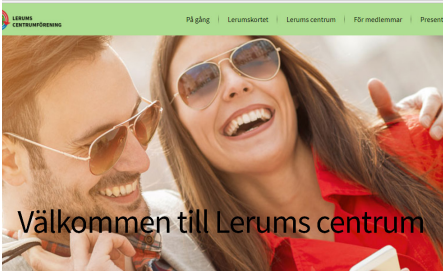 LERUMS
CENTRUMFÖRENING
På gång | Lerumskortet | Lerums centrum | För medlemmar | Present
Välkommen till Lerums centrum